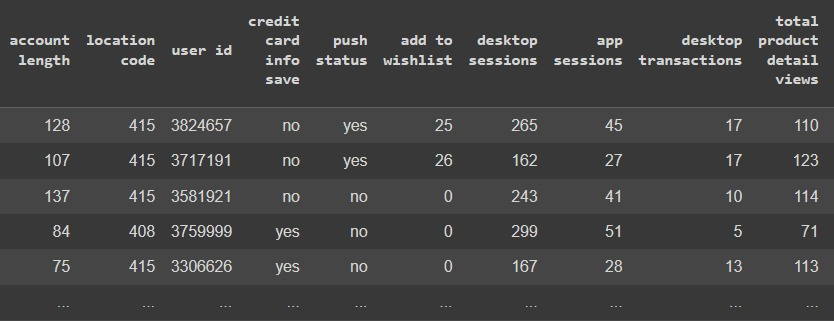 account length location code user id credit card info save push status add to wishlist desktop sessions app sessions desktop transactions total product detail views
128 415 3824657 no yes 25 265 45 17 110
107 415 3717191 no yes 26 162 27 17 123
137 415 3581921 no no 0 243 41 10 114
84 408 3759999 yes no 0 299 51 5 71
75 415 3306626 yes no 0 167 28 13 113
... ... ... ... ... ... ... ... ... ...